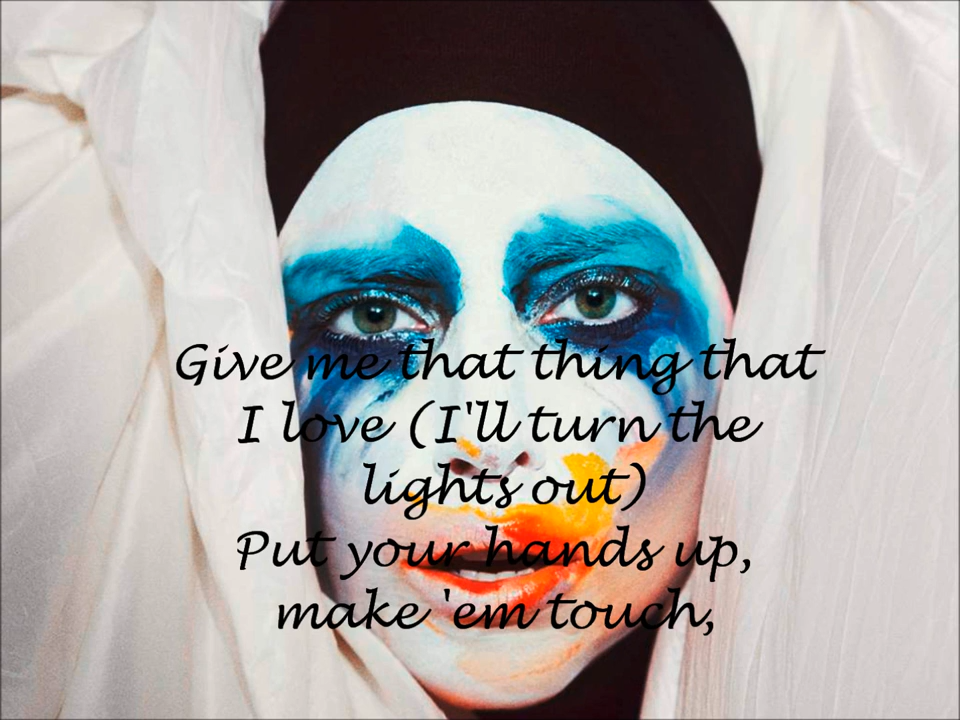 Give me that thing that
I love (I'll turn the
lights out)
Put your hands up,
make 'em touch,